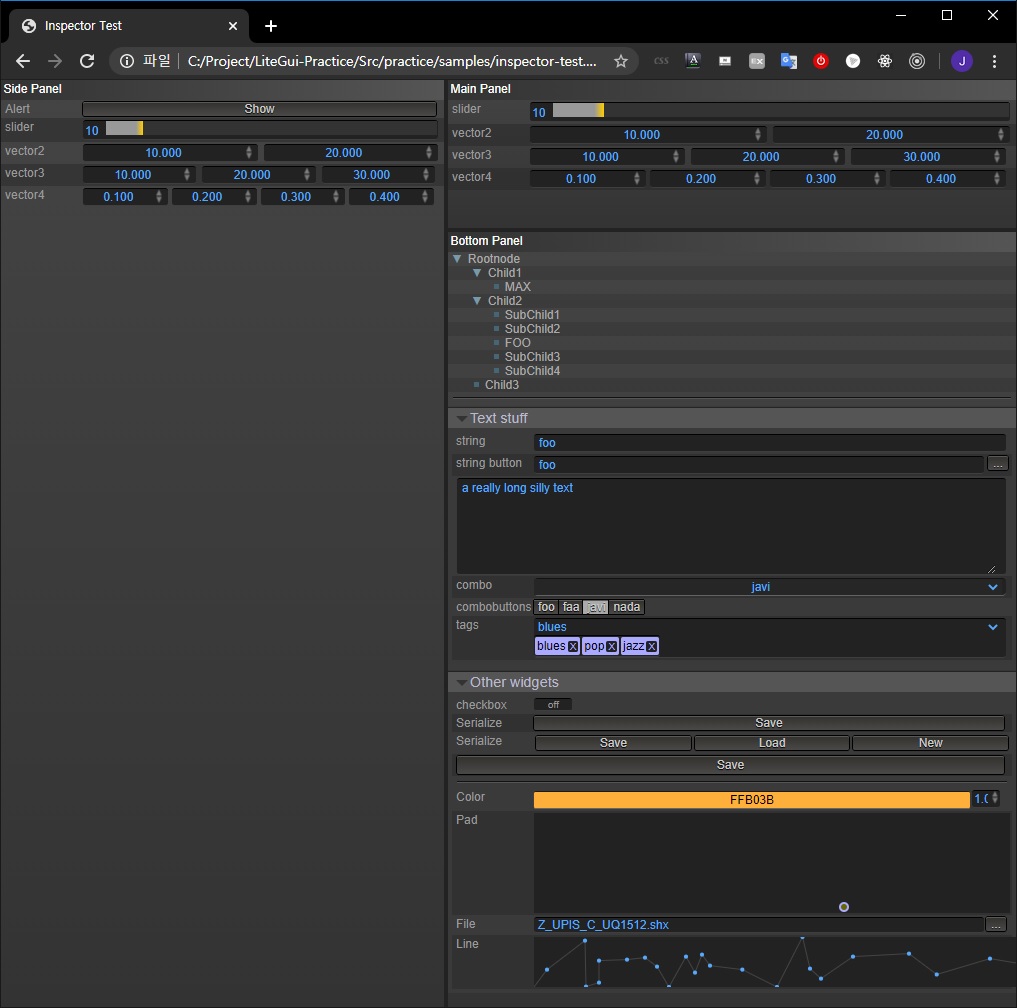 Inspector Test
파일 C:/Project/LiteGui-Practice/Src/practice/samples/inspector-test....
css A EX G J
Side Panel
Alert Show
slider 10
vector2 10.000 20.000
vector3 10.000 20.000 30.000
vector4 0.100 0.200 0.300 0.400
Main Panel
slider 10
vector2 10.000 20.000
vector3 10.000 20.000 30.000
vector4 0.100 0.200 0.300 0.400
Bottom Panel
Rootnode
Child1
MAX
Child2
SubChild1
SubChild2
FOO
SubChild3
SubChild4
Child3
Text stuff
string foo
string button foo ...
a really long silly text
combo javi
combobuttons foo faa javi nada
tags blues
blues X pop X jazz X
Other widgets
checkbox off
Serialize Save
Serialize Save Load New
Save
Color FFB03B
Pad
File Z_UPIS_C_UQ1512.shx ...
Line